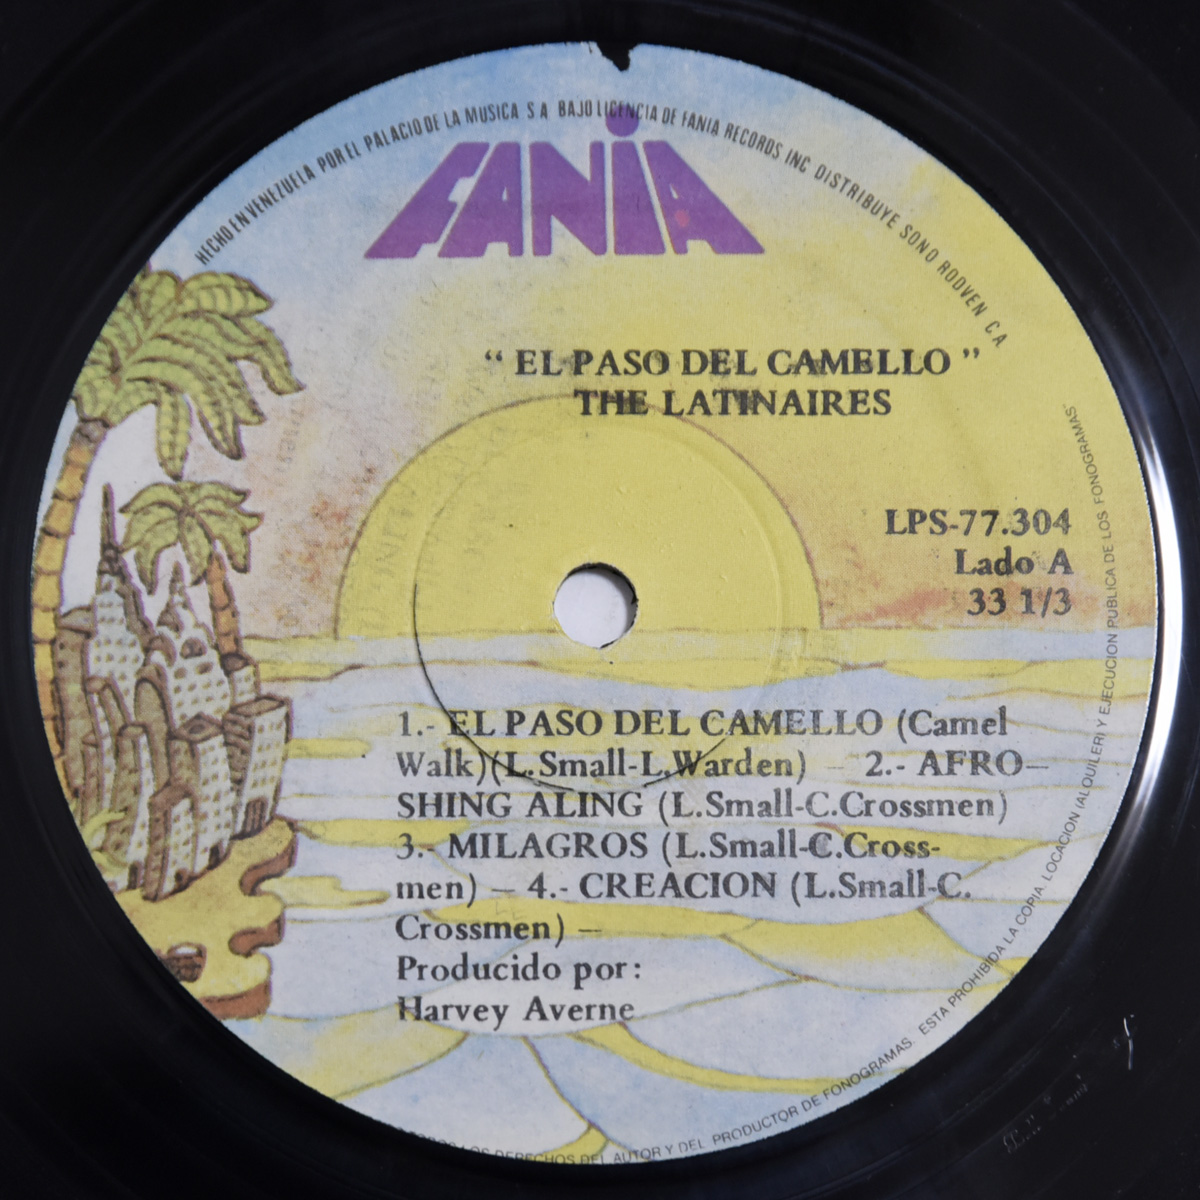 HECHO EN VENEZUELA POR EL PALACIO DE LA MUSICA S A BAJO LICENCIA DE FANIA RECORDS INC DISTRIBUYE SONO RODVEN C A
FANIA
“ EL PASO DEL CAMELLO ”
THE LATINAIRES
LPS-77.304
Lado A
33 1/3
1.- EL PASO DEL CAMELLO (Camel
Walk)(L.Small-L.Warden) – 2.- AFRO–
SHING ALING (L.Small-C.Crossmen)
3.- MILAGROS (L.Small-C.Cross-
men) – 4.- CREACION (L.Small-C.
Crossmen) –
Producido por:
Harvey Averne
LOS DERECHOS DEL AUTOR Y DEL PRODUCTOR DE FONOGRAMAS. ESTA PROHIBIDA LA COPIA. LOCACION (ALQUILER) Y EJECUCION PUBLICA DE LOS FONOGRAMAS"